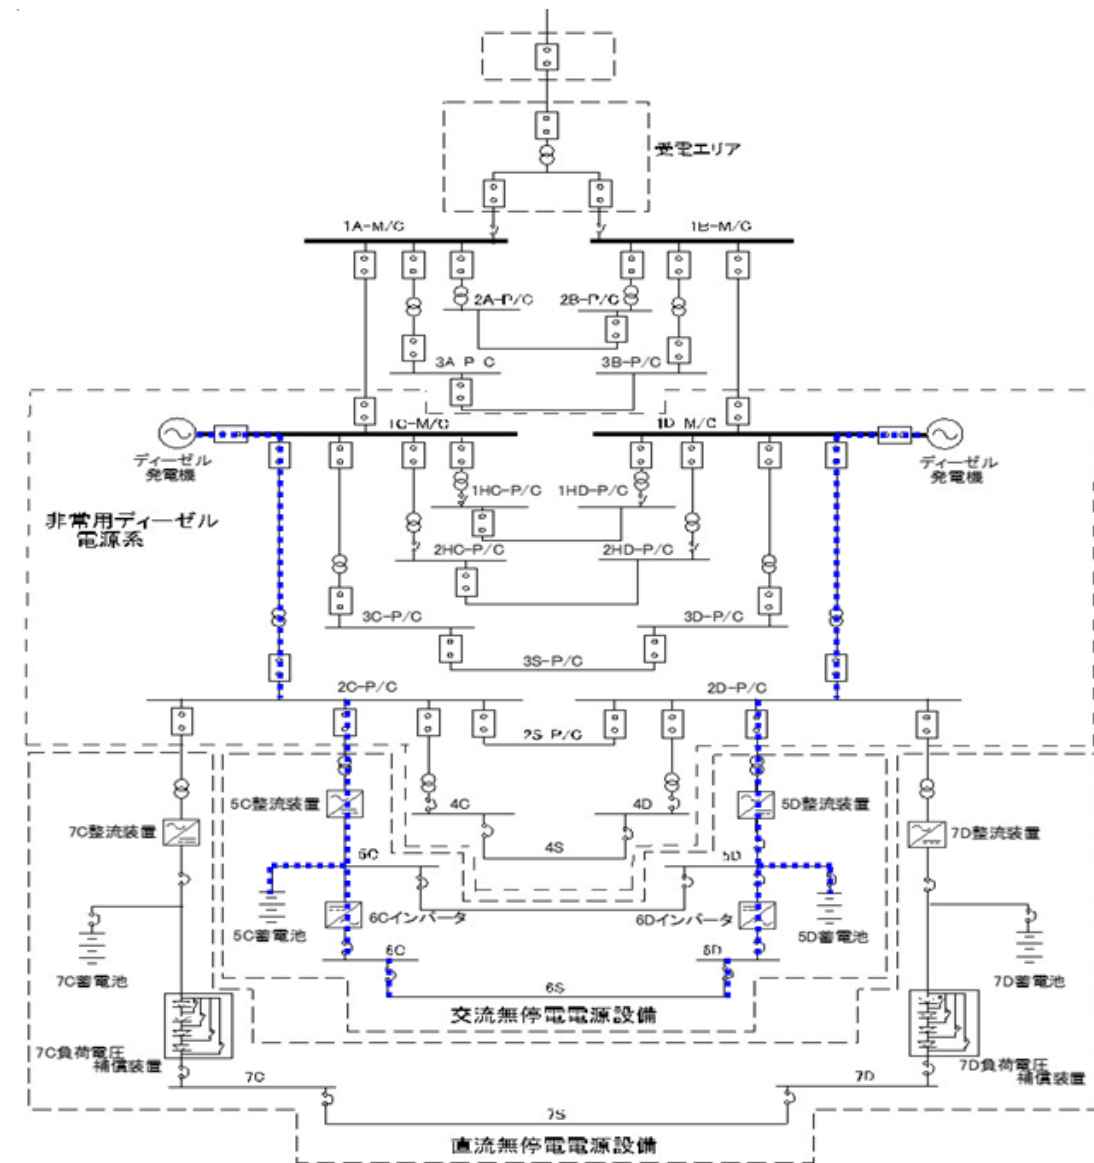 受電エリア
1A-M/C
1B-M/C
2A-P/C
2B-P/C
3A P C
3B-P/C
1C-M/C
1D M/C
ディーゼル
発電機
ディーゼル
発電機
1HC-P/C
1HD-P/C
非常用ディーゼル
電源系
2HC-P/C
2HD-P/C
3C-P/C
3D-P/C
3S-P/C
2C-P/C
2D-P/C
2S P/C
5C整流装置
4C
4D
5D整流装置
7C整流装置
7D整流装置
4S
5C
5D
6Cインバータ
6Dインバータ
5C蓄電池
5D蓄電池
6C
6D
7C蓄電池
7D蓄電池
6S
交流無停電電源設備
7C負荷電圧
補償装置
7D負荷電圧
補償装置
7C
7D
7S
直流無停電電源設備